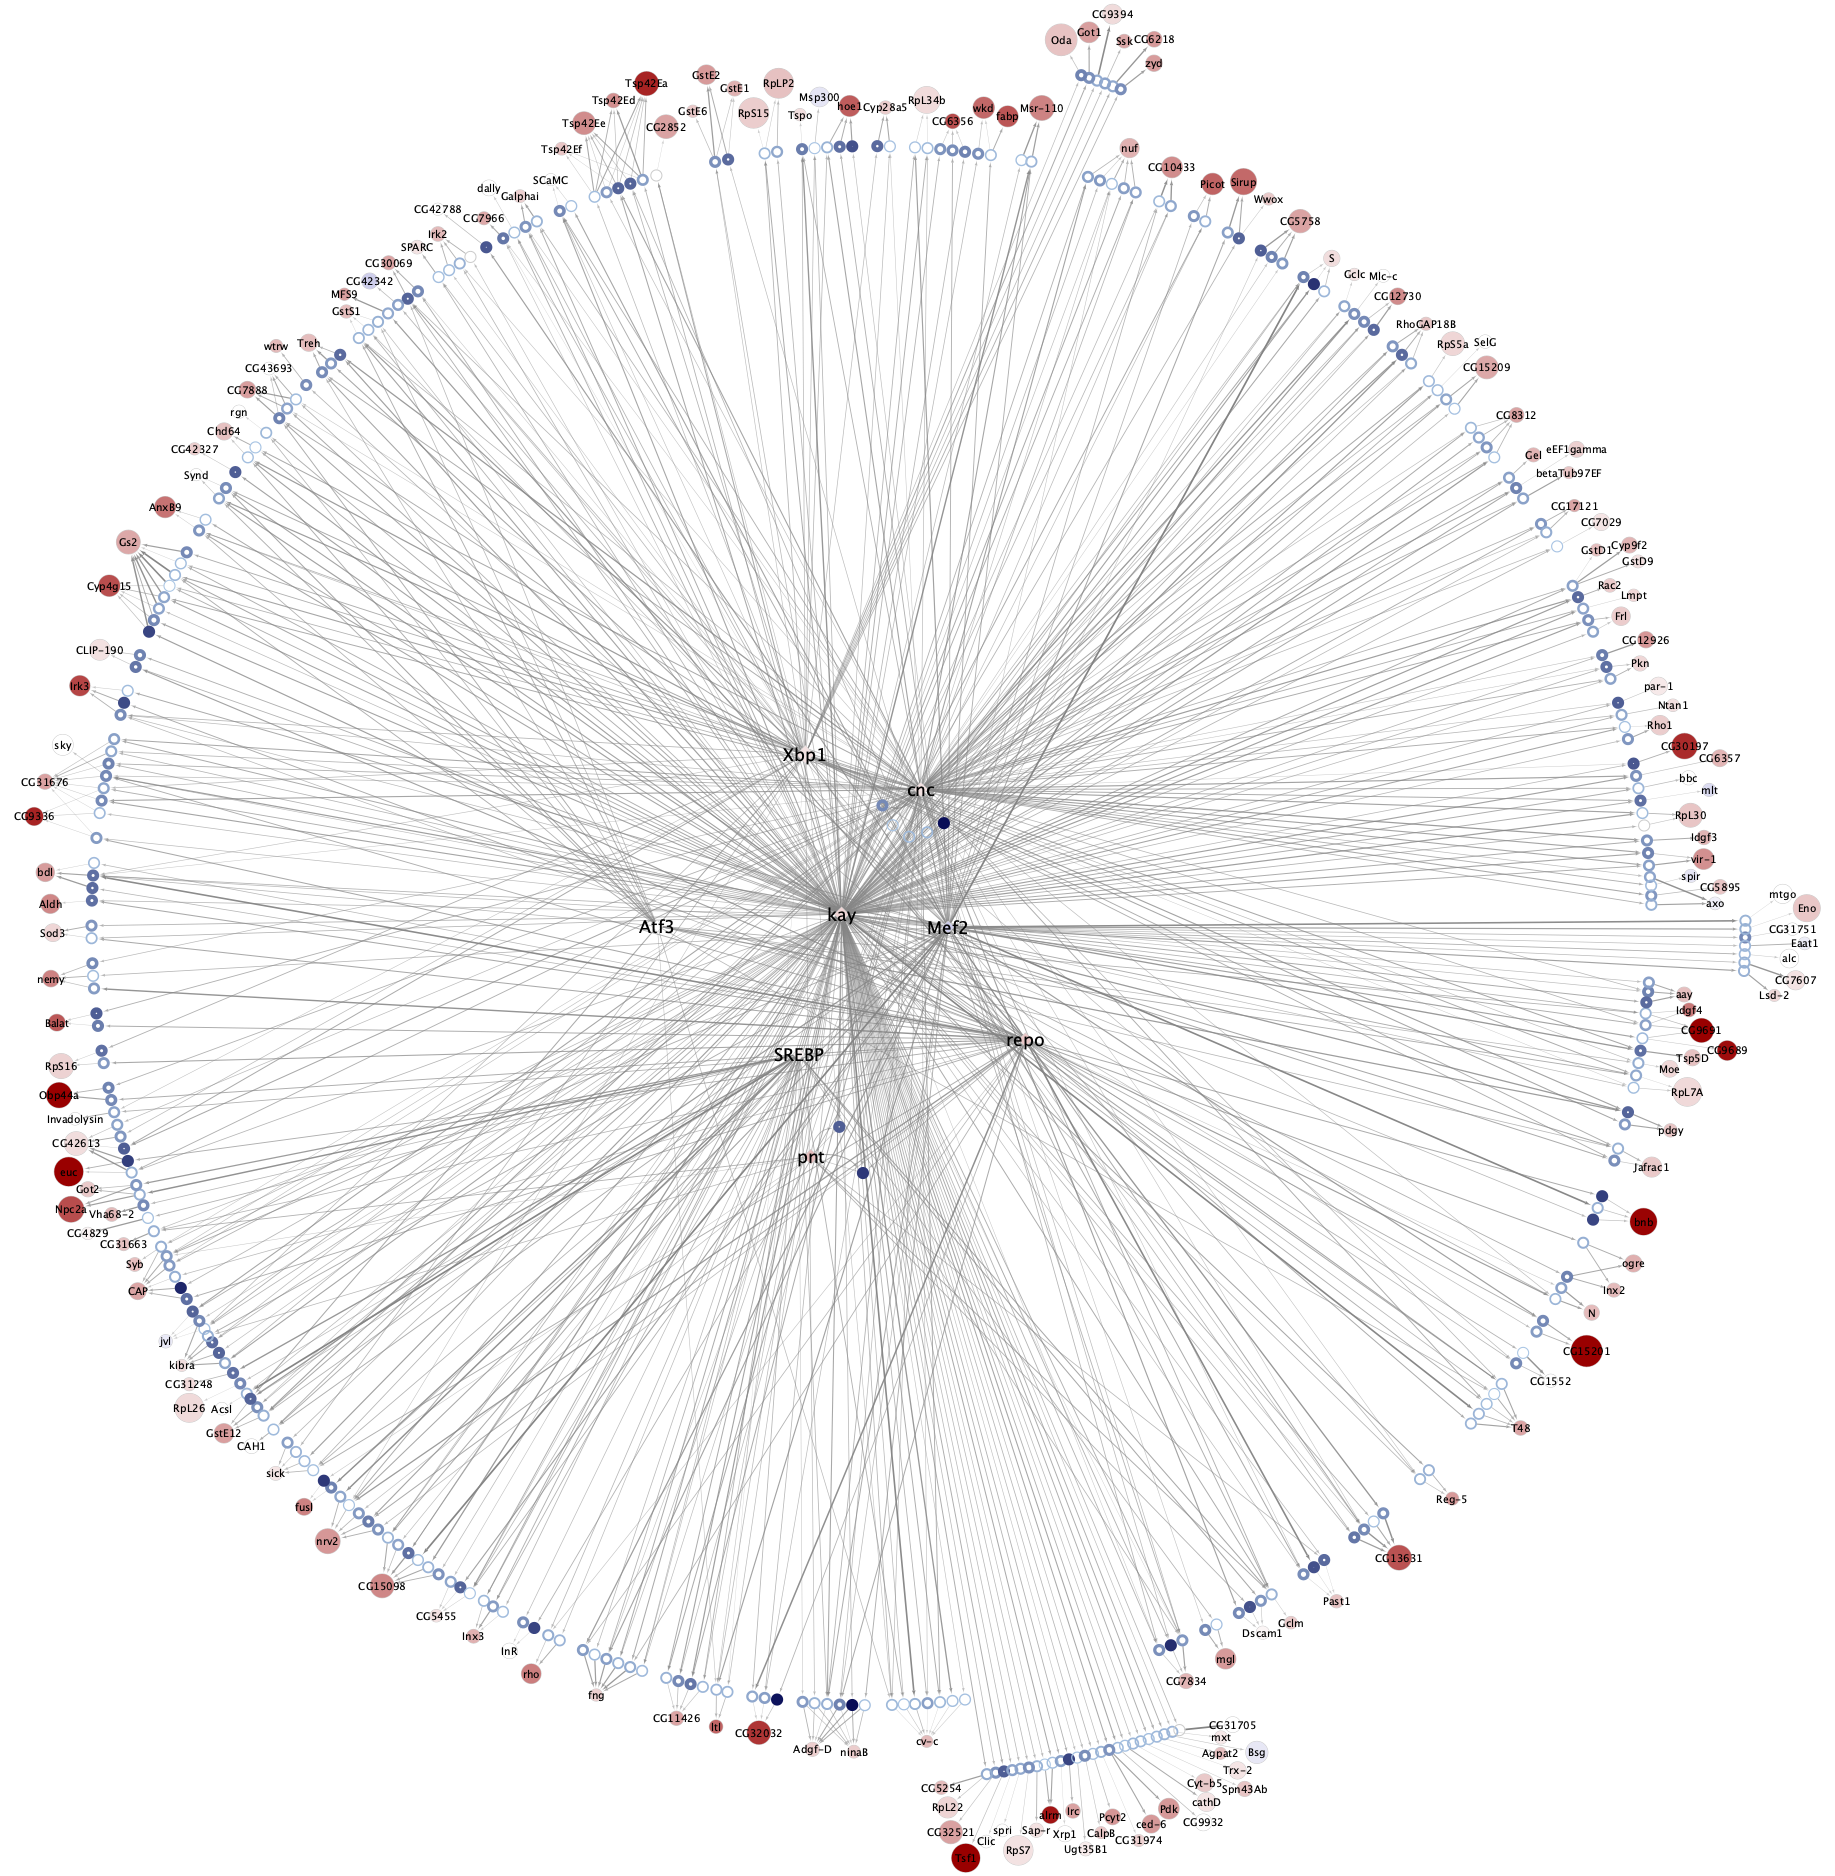 CG9394
Oda
Got1
Ssk
CG6218
zyd
Tsp42Ea
GstE2
GstE1
RpLP2
Tsp42Ed
GstE6
RpS15
Msp300
Tspo
hoe1
Cyp28a5
RpL34b
CG6356
wkd
fabp
Msr-110
Tsp42Ee
CG2852
Tsp42Ef
nuf
CG10433
SCaMC
dally
Galphai
Picot
Sirup
Wwox
CG42788
CG7966
CG5758
Irk2
SPARC
CG30069
S
CG42342
Gclc
Mlc-c
MFS9
CG12730
GstS1
RhoGAP18B
wtrw
Treh
RpS5a
SelG
CG43693
CG15209
CG7888
rgn
CG8312
Chd64
CG42327
Gel
eEF1gamma
Synd
betaTub97EF
AnxB9
CG17121
CG7029
Gs2
GstD1
Cyp9f2
GstD9
Cyp4g15
Rac2
Lmpt
Frl
CLIP-190
CG12926
Pkn
Irk3
par-1
Ntan1
Rho1
sky
CG30197
CG6357
Xbp1
CG31676
bbc
cnc
mlt
CG9336
RpL30
Idgf3
vir-1
bdl
spir
CG5895
Aldh
axo
mtgo
Eno
kay
Atf3
Mef2
CG31751
Sod3
Eaat1
alc
nemy
CG7607
Lsd-2
aay
Idgf4
Balat
CG9691
repo
CG9689
SREBP
Tsp5D
RpS16
Moe
RpL7A
Obp44a
Invadolysin
pdgy
CG42613
pnt
Jafrac1
euc
Got2
Npc2a
Vha68-2
bnb
CG4829
CG31663
Syb
ogre
CAP
Inx2
N
jvl
kibra
CG15201
CG31248
CG1552
RpL26
Acsl
GstE12
T48
CAH1
sick
Reg-5
fusl
nrv2
CG13631
CG15098
Past1
CG5455
Gclm
Inx3
Dscam1
InR
mgl
rho
CG7834
fng
CG11426
ltl
CG32032
Adgf-D
ninaB
cv-c
CG31705
mxt
Agpat2
Bsg
Trx-2
CG5254
Cyt-b5
Spn43Ab
RpL22
cathD
CG32521
Clic
spri
RpS7
Sap-r
alrm
Xrp1
Irc
Ugt35B1
CalpB
Pcyt2
CG31974
ced-6
Pdk
CG9932
Tsf1